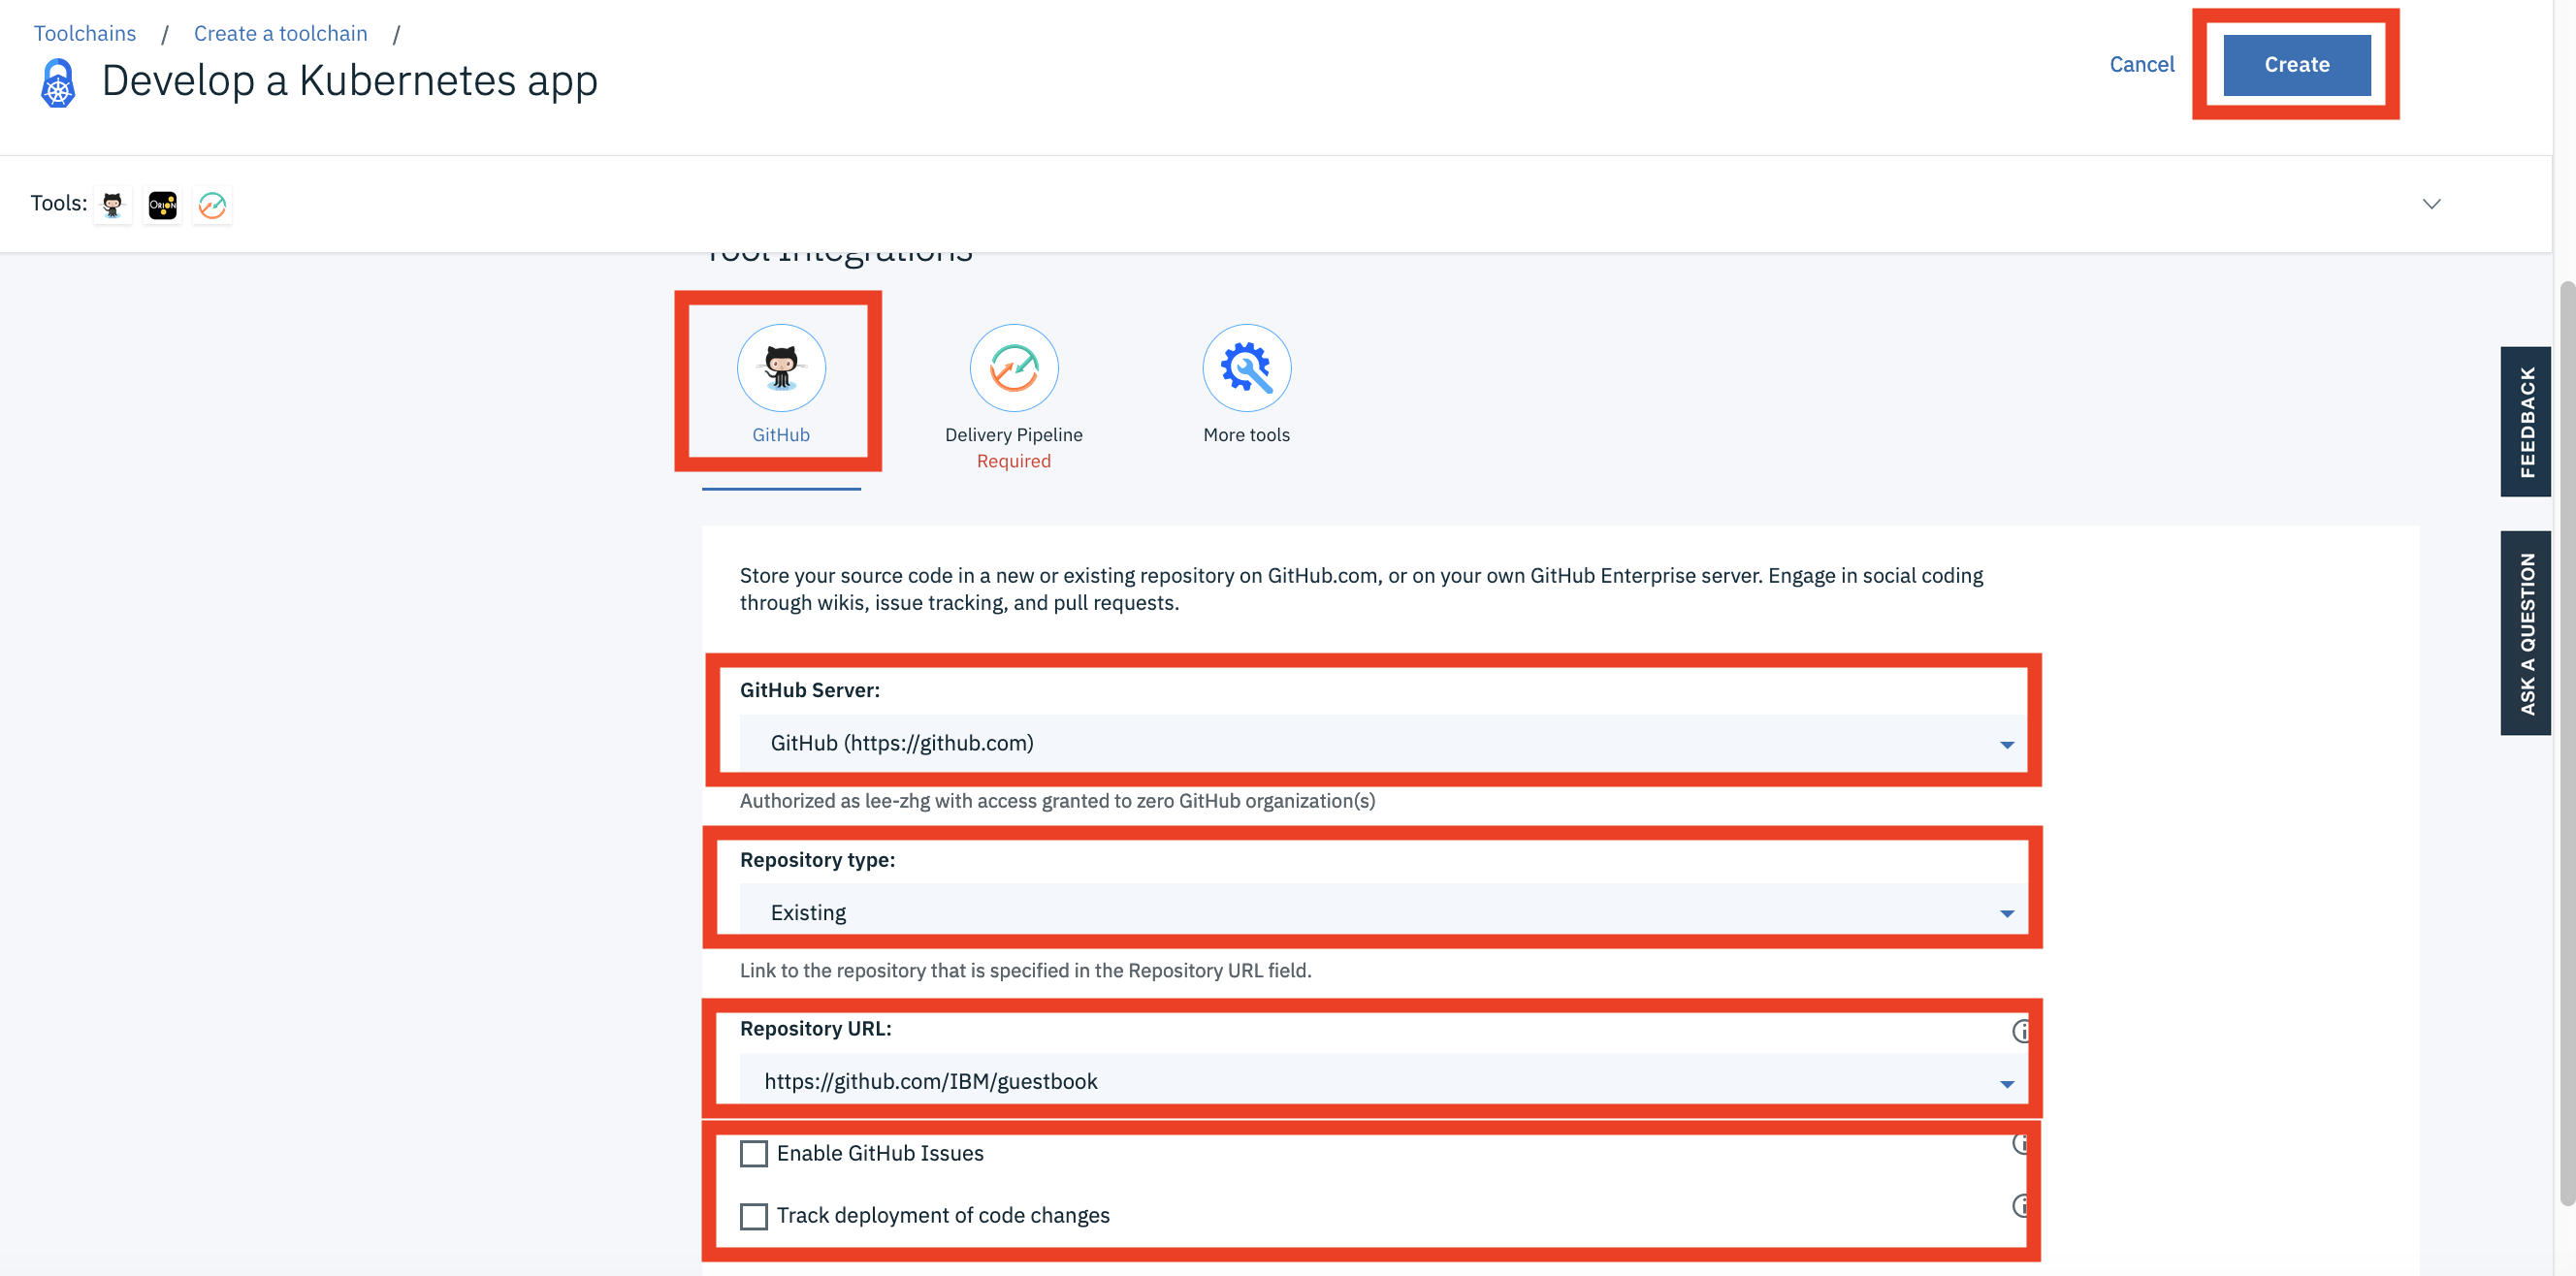 Toolchains / Create a toolchain /
Develop a Kubernetes app
Cancel
Create
Tools:
ORION
Tool Integrations
GitHub
Delivery Pipeline
Required
More tools
FEEDBACK
ASK A QUESTION
Store your source code in a new or existing repository on GitHub.com, or on your own GitHub Enterprise server. Engage in social coding
through wikis, issue tracking, and pull requests.
GitHub Server:
GitHub (https://github.com)
Authorized as lee-zhg with access granted to zero GitHub organization(s)
Repository type:
Existing
Link to the repository that is specified in the Repository URL field.
Repository URL:
https://github.com/IBM/guestbook
Enable GitHub Issues
Track deployment of code changes